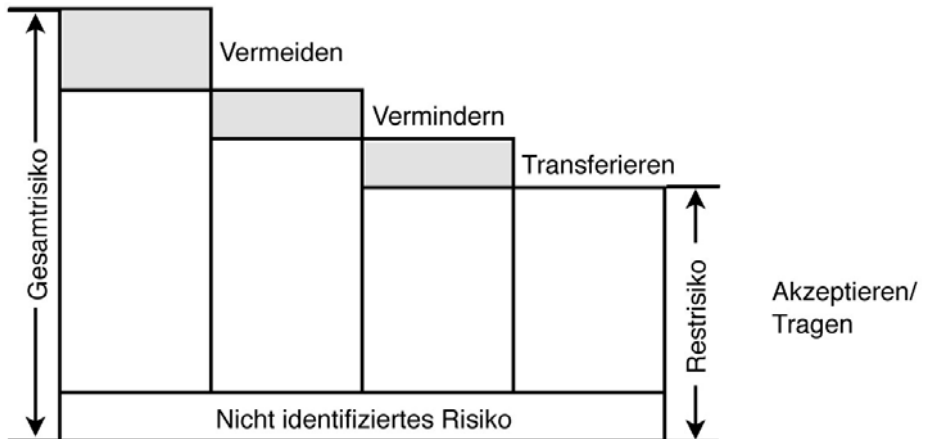 Vermeiden
Vermindern
Transferieren
Gesamtrisiko
Restrisiko
Akzeptieren/
Tragen
Nicht identifiziertes Risiko